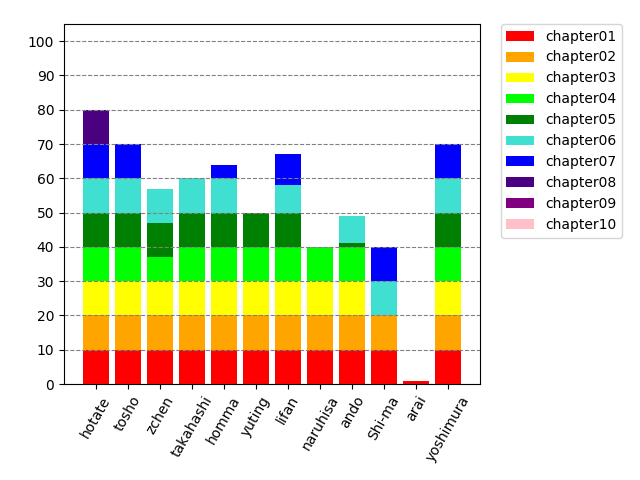 100
90
80
70
60
50
40
30
20
10
0
hotate
tosho
zchen
takahashi
homma
yuting
lifan
naruhisa
ando
Shi-ma
arai
yoshimura
chapter01
chapter02
chapter03
chapter04
chapter05
chapter06
chapter07
chapter08
chapter09
chapter10